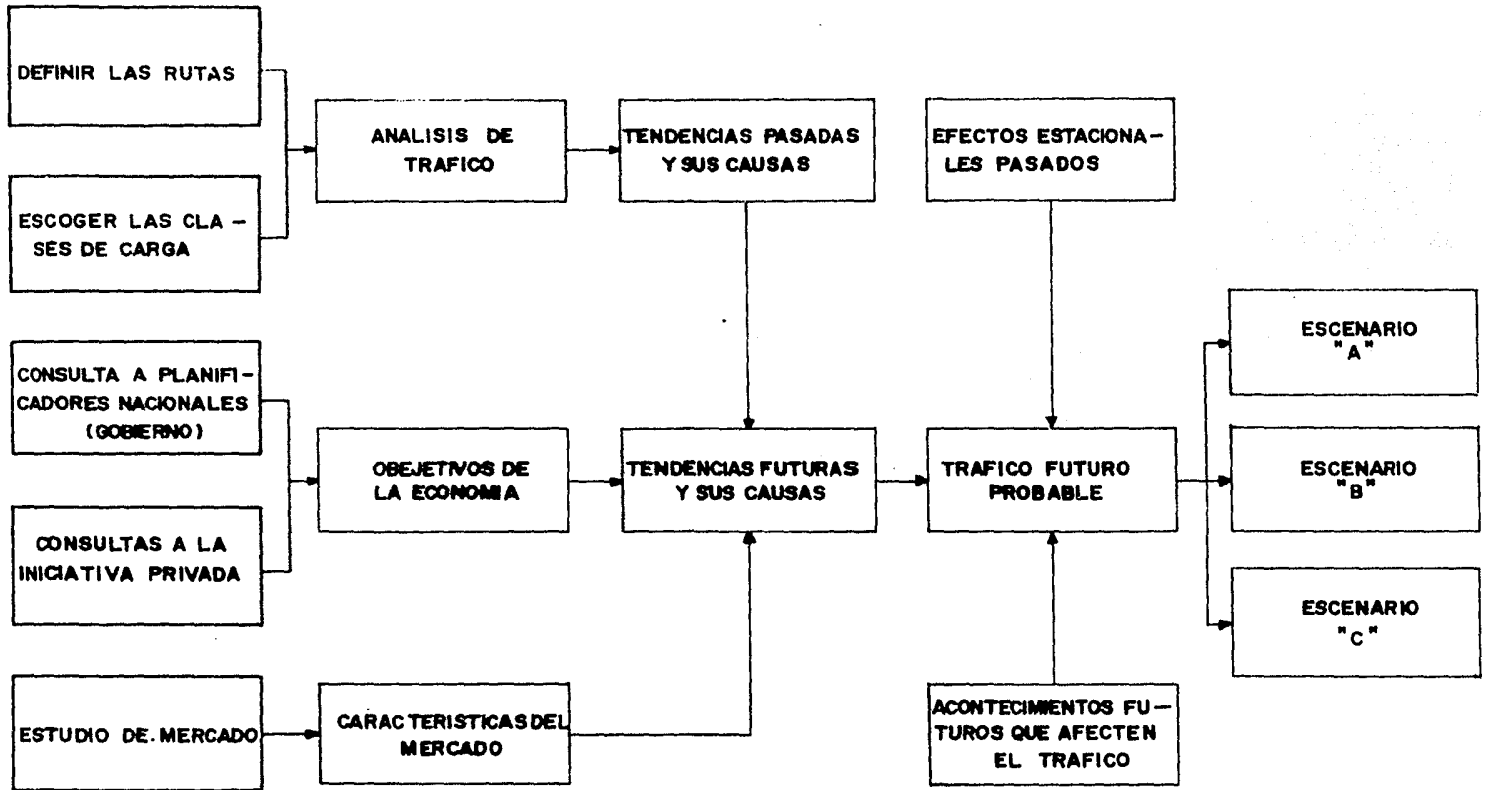 DEFINIR LAS RUTAS
ESCOGER LAS CLA-
SES DE CARGA
ANALISIS DE
TRAFICO
TENDENCIAS PASADAS
Y SUS CAUSAS
EFECTOS ESTACIONA-
LES PASADOS
CONSULTA A PLANIFI-
CADORES NACIONALES
(GOBIERNO)
CONSULTAS A LA
INICIATIVA PRIVADA
OBEJETIVOS DE
LA ECONOMIA
TENDENCIAS FUTURAS
Y SUS CAUSAS
TRAFICO FUTURO
PROBABLE
ESCENARIO
"A"
ESCENARIO
"B"
ESCENARIO
"C"
ESTUDIO DE.MERCADO
CARACTERISTICAS DEL
MERCADO
ACONTECIMIENTOS FU-
TUROS QUE AFECTEN
EL TRAFICO